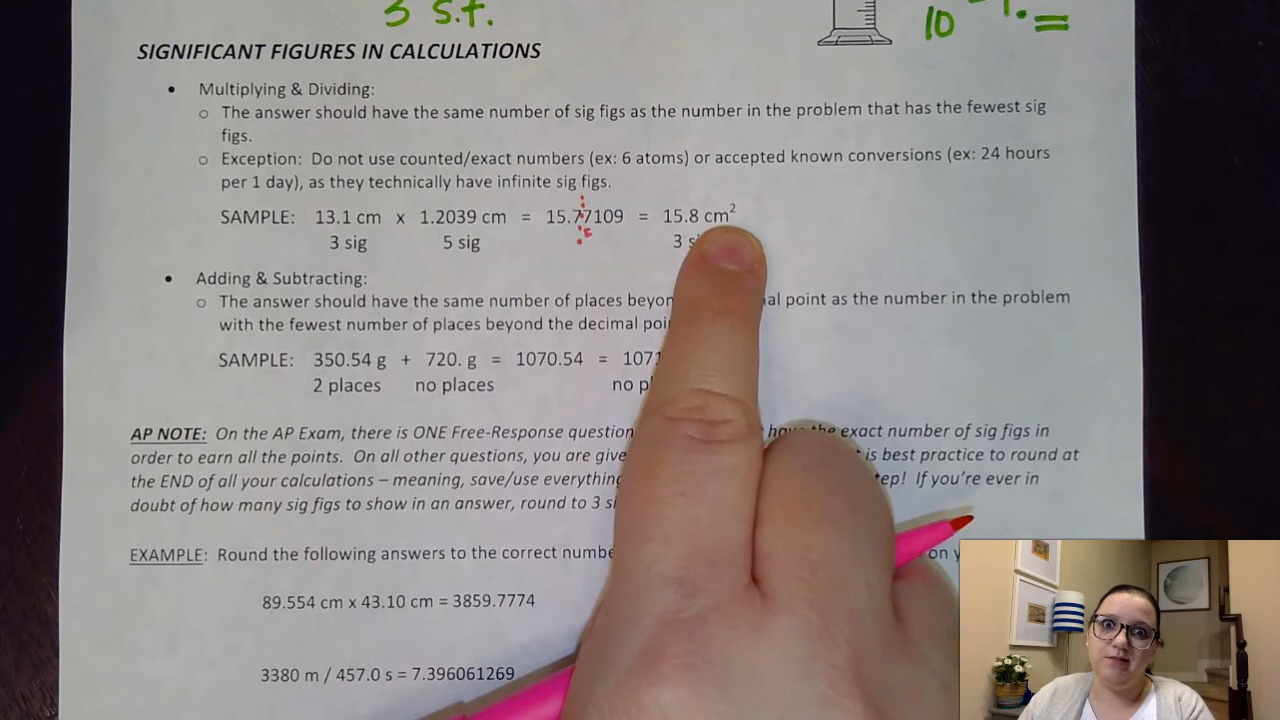 3 s.f.
10
SIGNIFICANT FIGURES IN CALCULATIONS
• Multiplying & Dividing:
o The answer should have the same number of sig figs as the number in the problem that has the fewest sig
figs.
o Exception: Do not use counted/exact numbers (ex: 6 atoms) or accepted known conversions (ex: 24 hours
per 1 day), as they technically have infinite sig figs.
SAMPLE: 13.1 cm x 1.2039 cm = 15.77109 = 15.8 cm²
3 sig 5 sig 3
• Adding & Subtracting:
o The answer should have the same number of places point as the number in the problem
with the fewest number of places beyond the decimal
SAMPLE: 350.54 g + 720. g = 1070.54 = 1071
2 places no places no
AP NOTE: On the AP Exam, there is ONE Free-Response question have the exact number of sig figs in
order to earn all the points. On all other questions, you are is best practice to round at
the END of all your calculations – meaning, save/use If you're ever in
doubt of how many sig figs to show in an answer, round to 3
EXAMPLE: Round the following answers to the correct on
89.554 cm x 43.10 cm = 3859.7774
3380 m / 457.0 s = 7.396061269